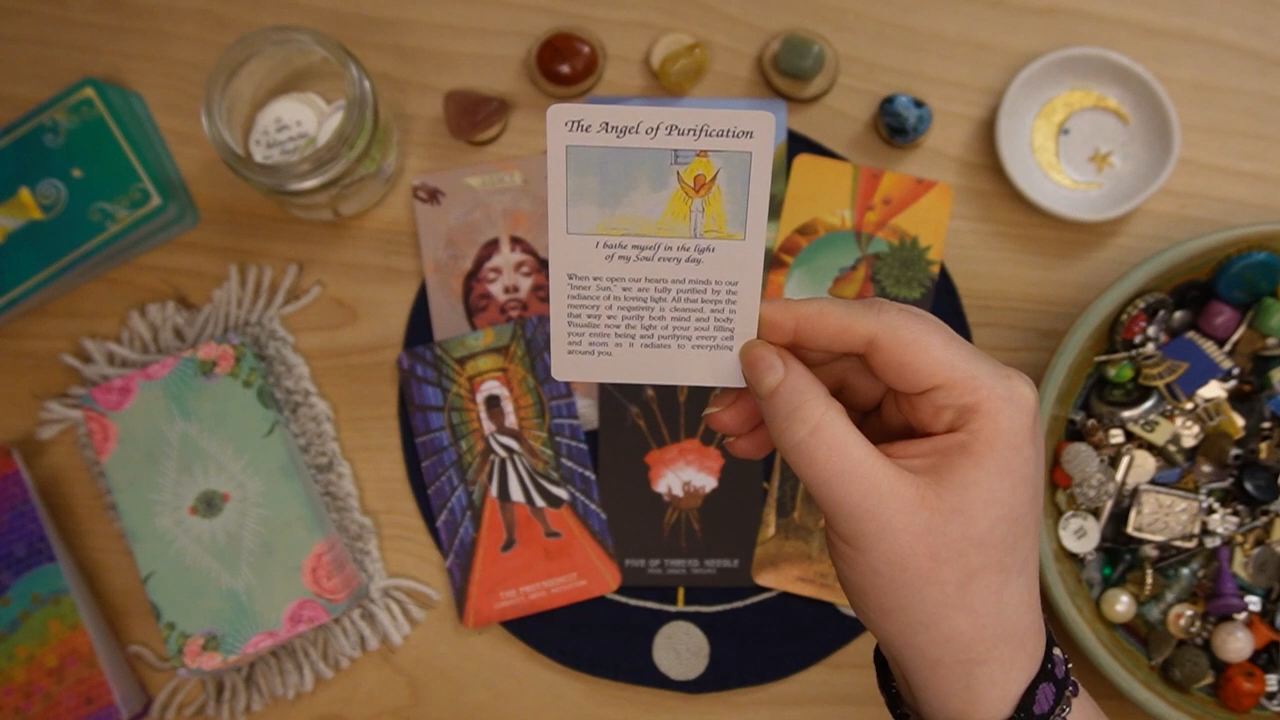 The Angel of Purification
I bathe myself in the light
of my Soul every day.
When we open our hearts and minds to our
"Inner Sun," we are fully purified by the
radiance of its loving light. All that keeps the
memory of negativity is cleansed, and in
that way we purify both mind and body.
Visualize now the light of your soul filling
your entire being and purifying every cell
and atom as it radiates to everything
around you.
FIVE OF THREAD, NEEDLE